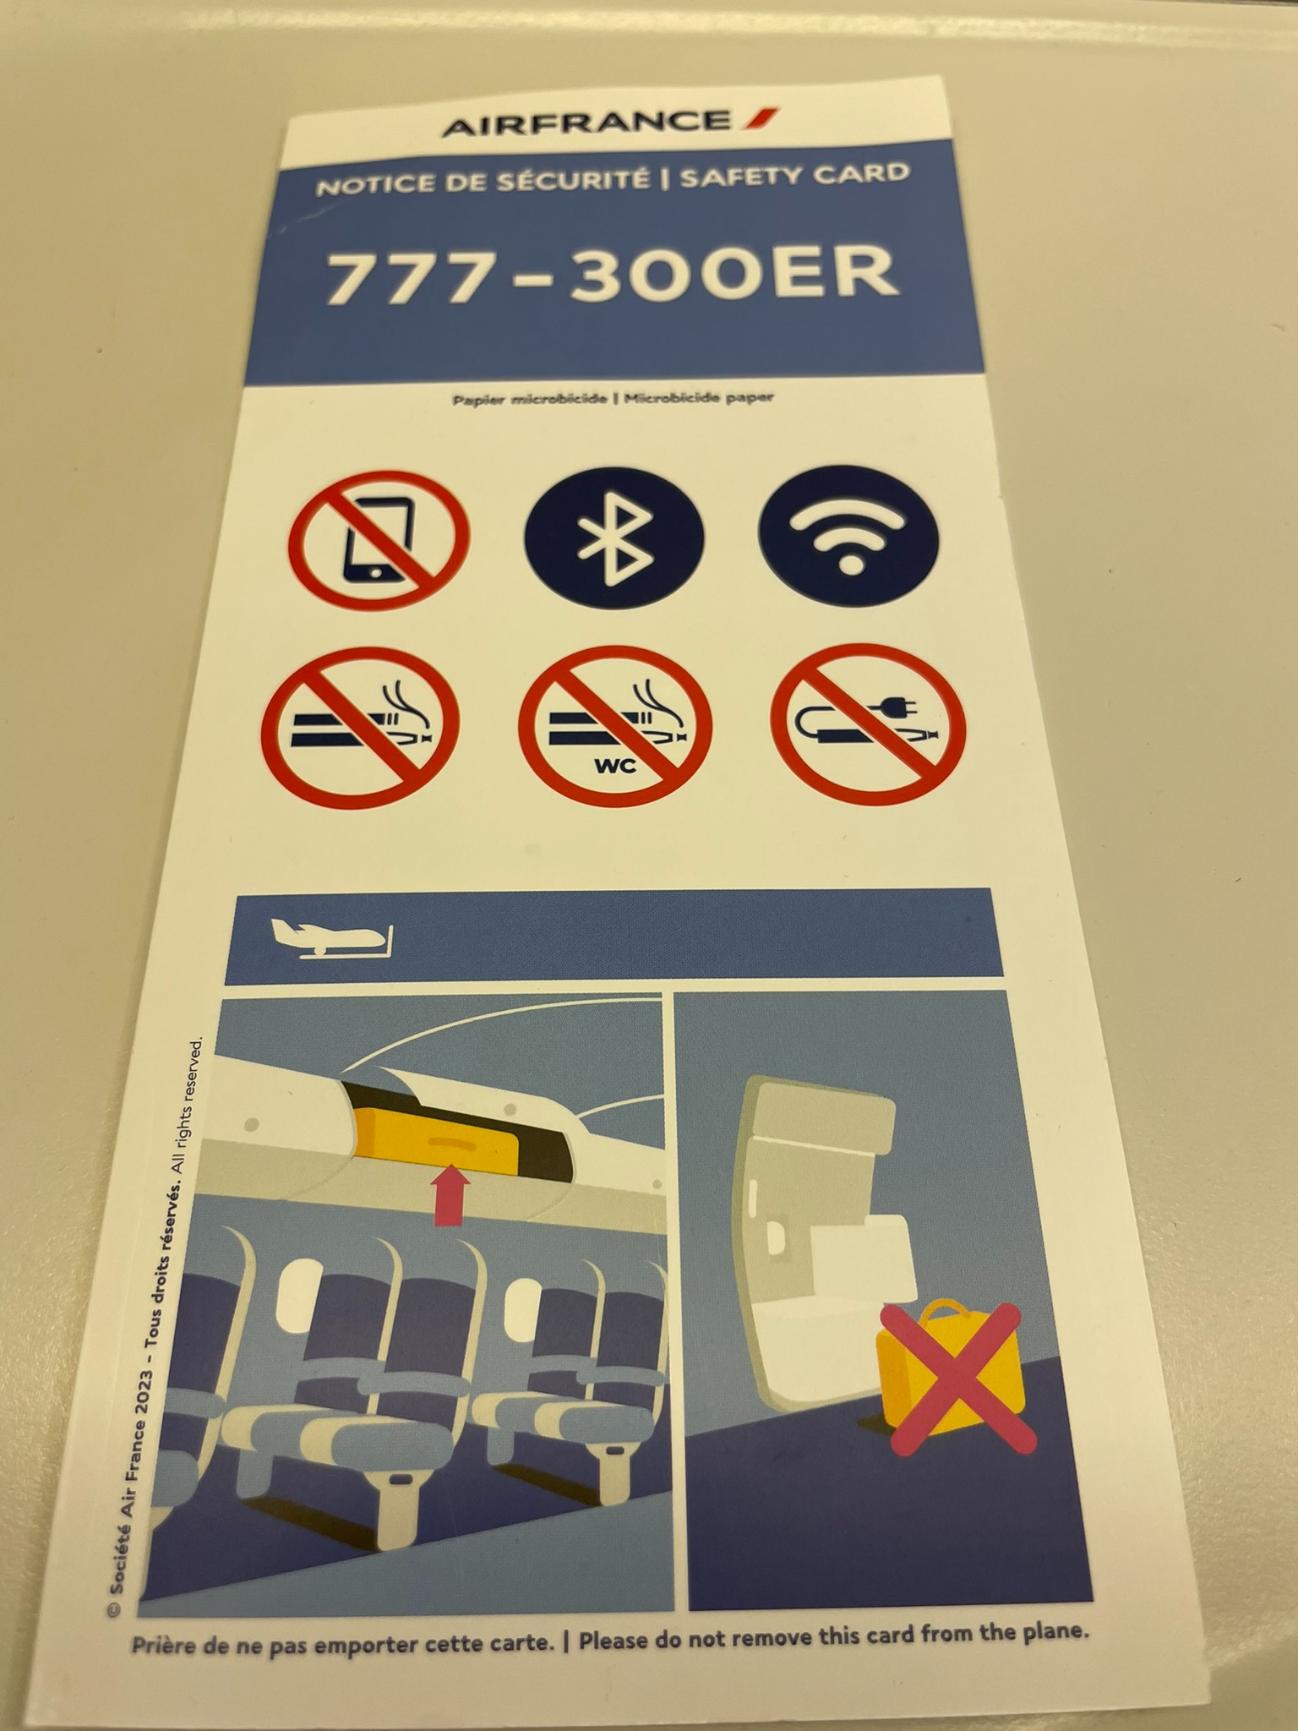 AIRFRANCE
NOTICE DE SÉCURITÉ | SAFETY CARD
777-300ER
Papier microbicide | Microbicide paper
WC
© Société Air France 2023 - Tous droits réservés. All rights reserved.
Prière de ne pas emporter cette carte. | Please do not remove this card from the plane.